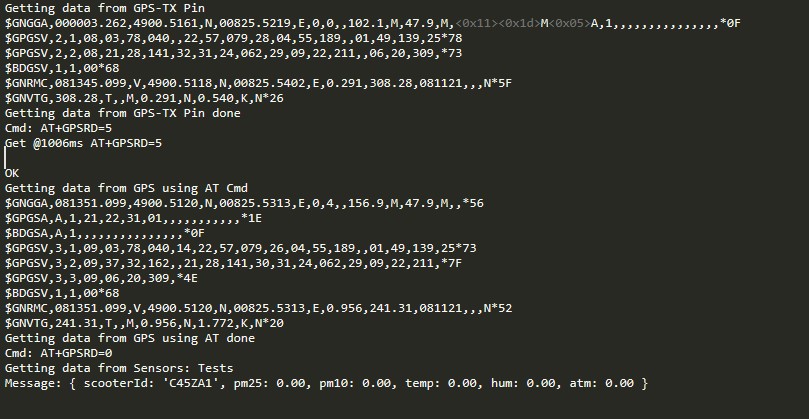 Getting data from GPS-TX Pin
$GNGGA,000003.262,4900.5161,N,00825.5219,E,0,0,,102.1,M,47.9,M,<0x11><0x1d>M<0x05>A,1,,,,,,,,,,,,,,,*0F
$GPGSV,2,1,08,03,78,040,,22,57,079,28,04,55,189,,01,49,139,25*78
$GPGSV,2,2,08,21,28,141,32,31,24,062,29,09,22,211,,06,20,309,*73
$BDGSV,1,1,00*68
$GNRMC,081345.099,V,4900.5118,N,00825.5402,E,0.291,308.28,081121,,,N*5F
$GNVTG,308.28,T,,M,0.291,N,0.540,K,N*26
Getting data from GPS-TX Pin done
Cmd: AT+GPSRD=5
Get @1006ms AT+GPSRD=5
OK
Getting data from GPS using AT Cmd
$GNGGA,081351.099,4900.5120,N,00825.5313,E,0,4,,156.9,M,47.9,M,,*56
$GPGSA,A,1,21,22,31,01,,,,,,,,,,,*1E
$BDGSA,A,1,,,,,,,,,,,,,,,*0F
$GPGSV,3,1,09,03,78,040,14,22,57,079,26,04,55,189,,01,49,139,25*73
$GPGSV,3,2,09,37,32,162,,21,28,141,30,31,24,062,29,09,22,211,*7F
$GPGSV,3,3,09,06,20,309,*4E
$BDGSV,1,1,00*68
$GNRMC,081351.099,V,4900.5120,N,00825.5313,E,0.956,241.31,081121,,,N*52
$GNVTG,241.31,T,,M,0.956,N,1.772,K,N*20
Getting data from GPS using AT done
Cmd: AT+GPSRD=0
Getting data from Sensors: Tests
Message: { scooterId: 'C45ZA1', pm25: 0.00, pm10: 0.00, temp: 0.00, hum: 0.00, atm: 0.00 }